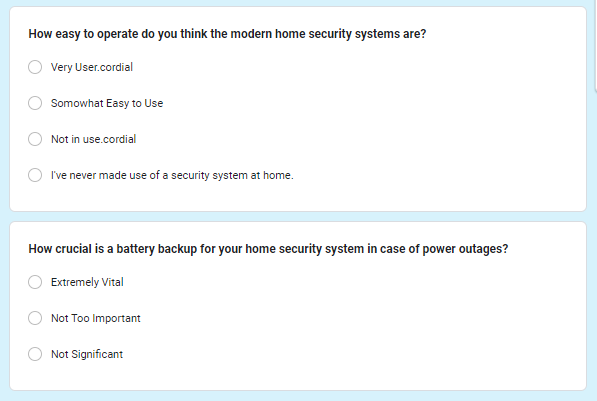 How easy to operate do you think the modern home security systems are?
Very User.cordial
Somowhat Easy to Use
Not in use.cordial
I've never made use of a security system at home.
How crucial is a battery backup for your home security system in case of power outages?
Extremely Vital
Not Too Important
Not Significant